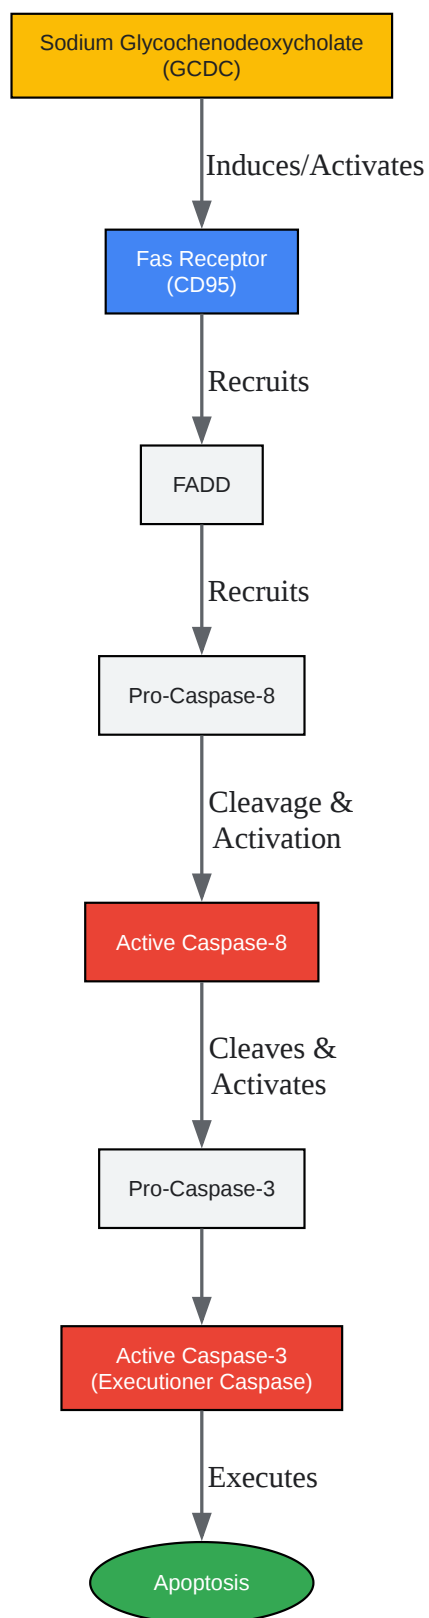 Sodium Glycochenodeoxycholate
(GCDC)
Induces/Activates
Fas Receptor
(CD95)
Recruits
FADD
Recruits
Pro-Caspase-8
Cleavage &
Activation
Active Caspase-8
Cleaves &
Activates
Pro-Caspase-3
Active Caspase-3
(Executioner Caspase)
Executes
Apoptosis